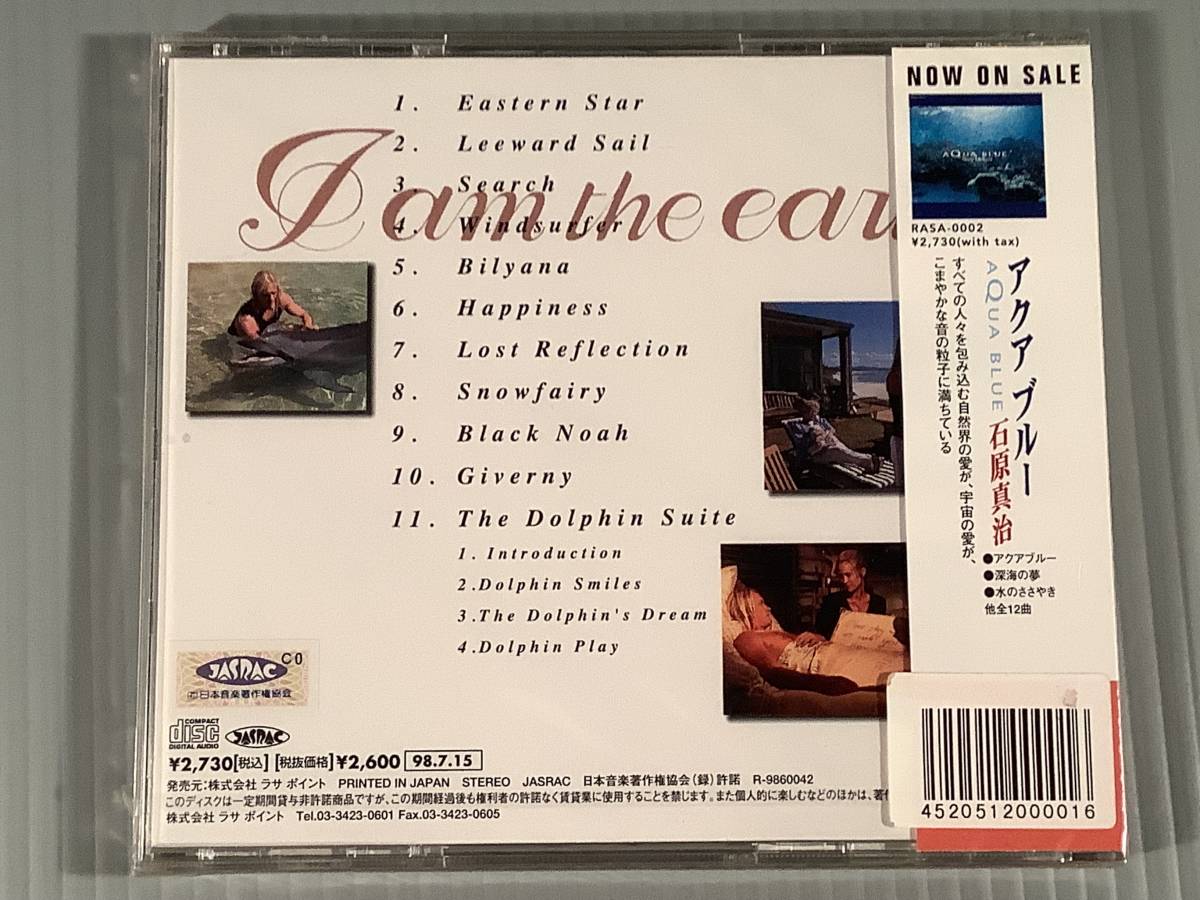 1. Eastern Star
2. Leeward Sail
3. Search
4. Windsurfer
5. Bilyana
6. Happiness
7. Lost Reflection
8. Snowfairy
9. Black Noah
10. Giverny
11. The Dolphin Suite
1. Introduction
2.Dolphin Smiles
3.The Dolphin's Dream
4.Dolphin Play
I am the ear
JASRAC C0
日本音楽著作権協会
COMPACT
disc
DIGITAL AUDIO
JASRAC
¥2,730[税込] [税抜価格]¥2,600 98.7.15
発売元:株式会社 ラサ ポイント PRINTED IN JAPAN STEREO JASRAC 日本音楽著作権協会(録)許諾 R-9860042
このディスクは一定期間貸与非許諾商品ですが、この期間経過後も権利者の許諾なく賃貸業に使用することを禁じます。また個人的に楽しむなどのほかは、著作
株式会社 ラサ ポイント Tel.03-3423-0601 Fax.03-3423-0605
NOW ON SALE
AQUA BLUE
RASA-0002
¥2,730(with tax)
アクアブルー
AQUA BLUE 石原真治
すべての人々を包み込む自然界の愛が、宇宙の愛が、
こまやかな音の粒子に満ちている
●アクアブルー
●深海の夢
●水のささやき
他全12曲
4520512000016